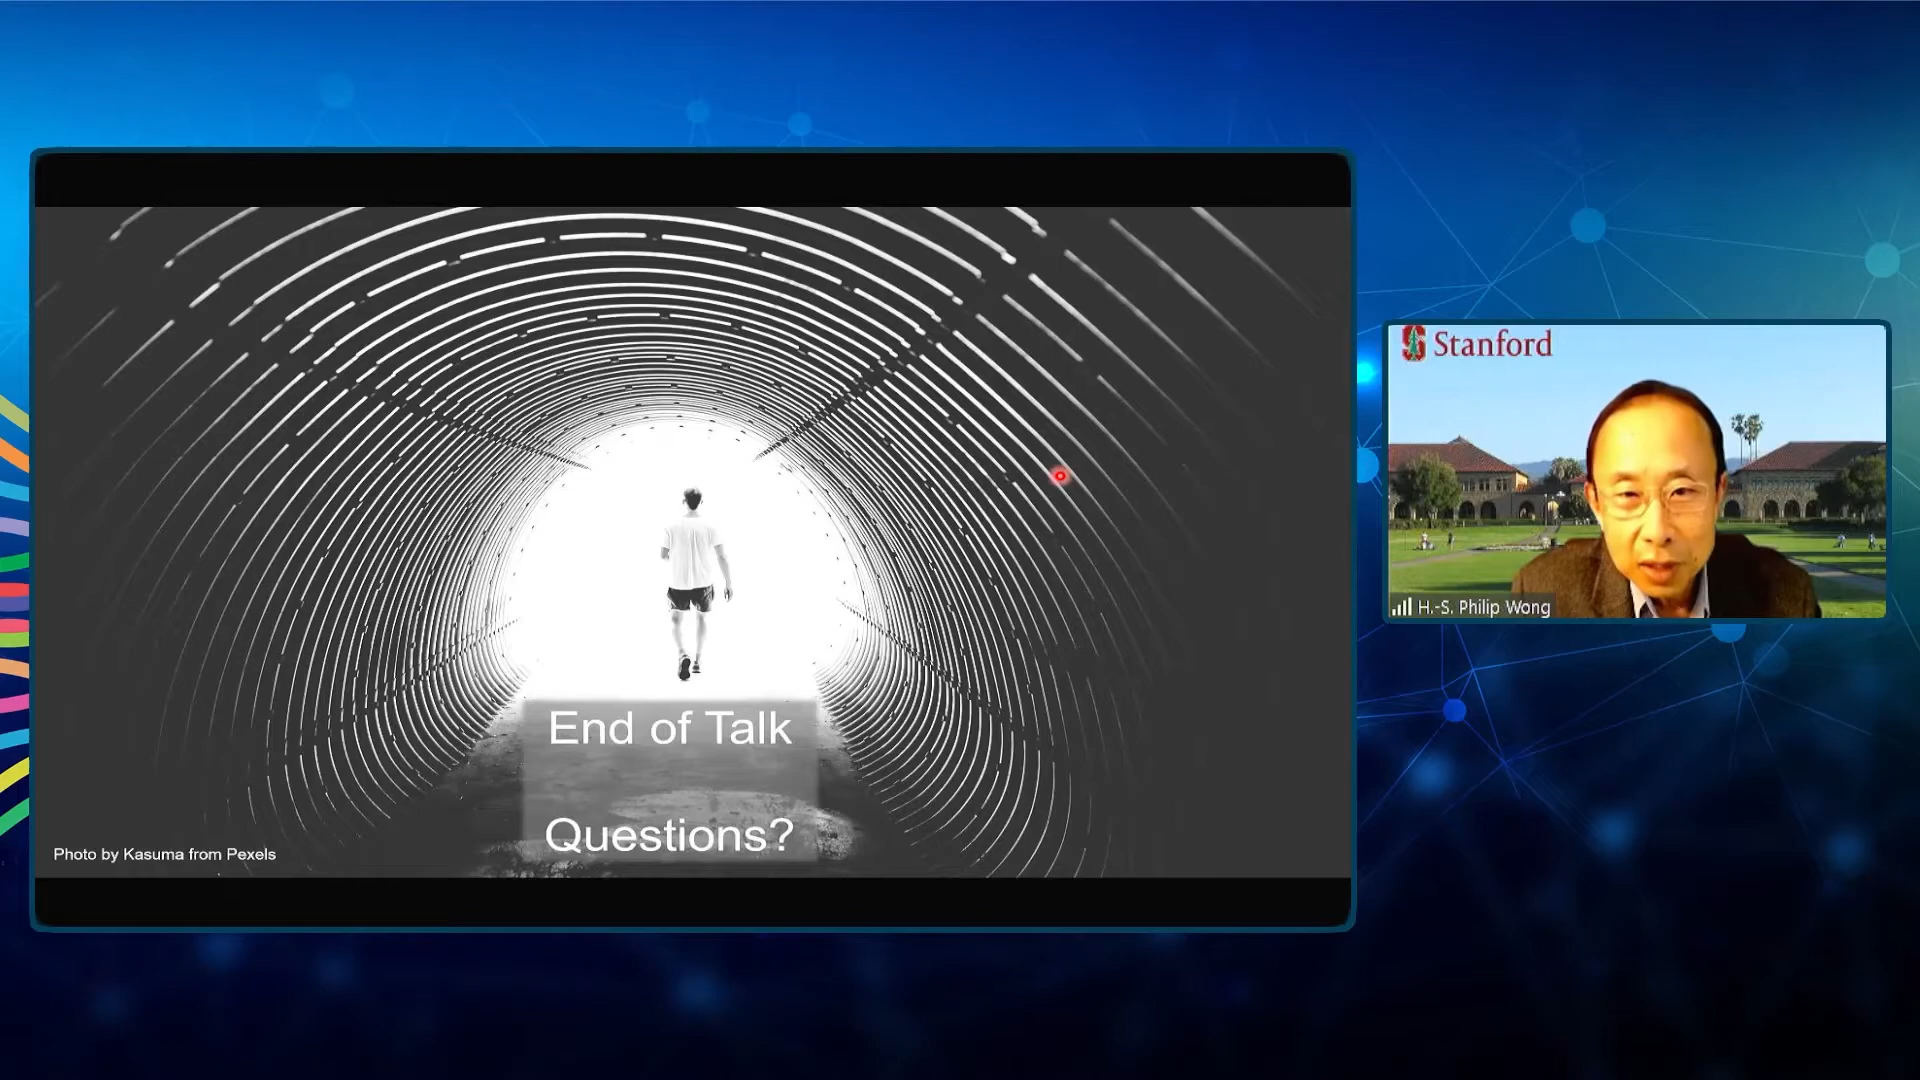 End of Talk
Questions?
Photo by Kasuma from Pexels
Stanford
H.-S. Philip Wong